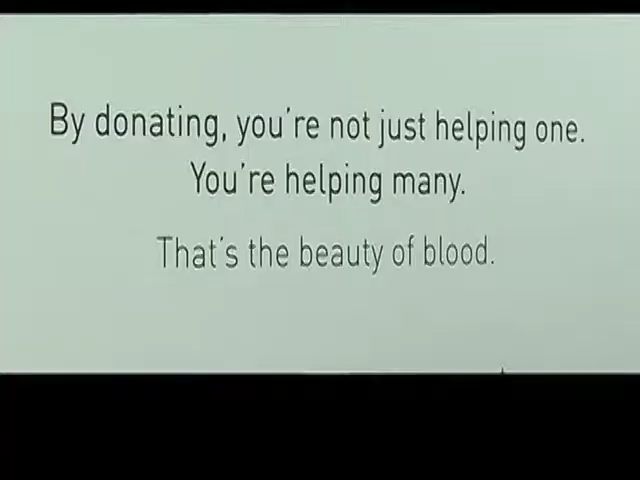 By donating, you're not just helping one.
You're helping many.
That's the beauty of blood.